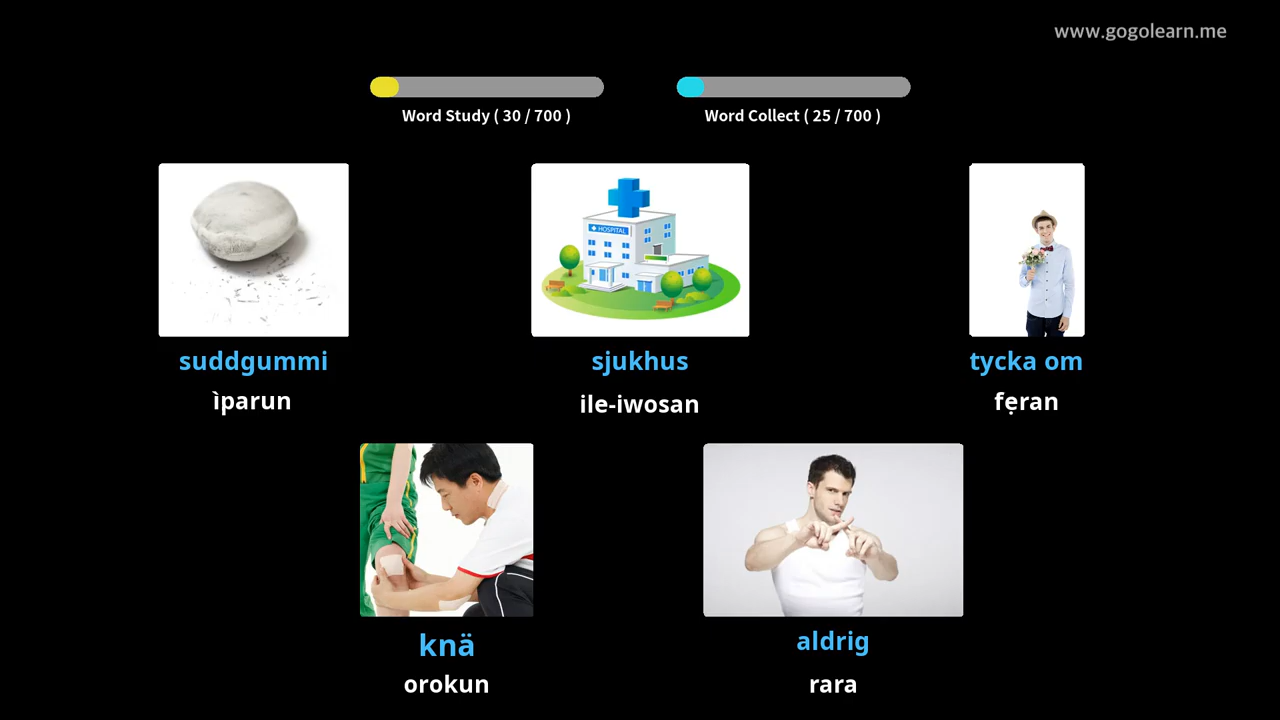 www.gogolearn.me
Word Study ( 30 / 700 )
Word Collect ( 25 / 700 )
HOSPITAL
suddgummi
ìparun
sjukhus
ile-iwosan
tycka om
fẹran
knä
orokun
aldrig
rara